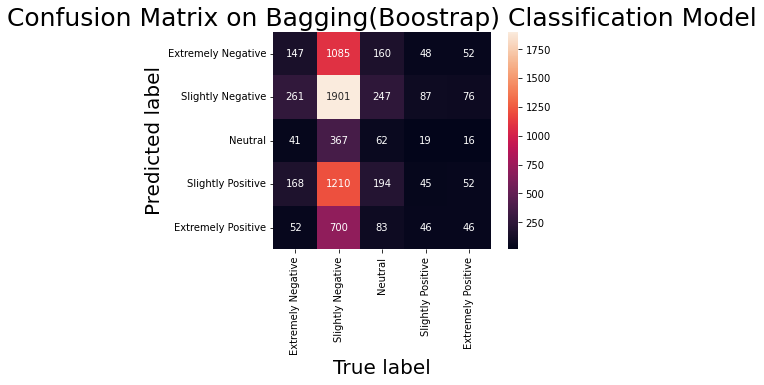 Confusion Matrix on Bagging(Boostrap) Classification Model
Predicted label
Extremely Negative 147 1085 160 48 52
Slightly Negative 261 1901 247 87 76
Neutral 41 367 62 19 16
Slightly Positive 168 1210 194 45 52
Extremely Positive 52 700 83 46 46
Extremely Negative
Slightly Negative
Neutral
Slightly Positive
Extremely Positive
True label
1750
1500
1250
1000
750
500
250